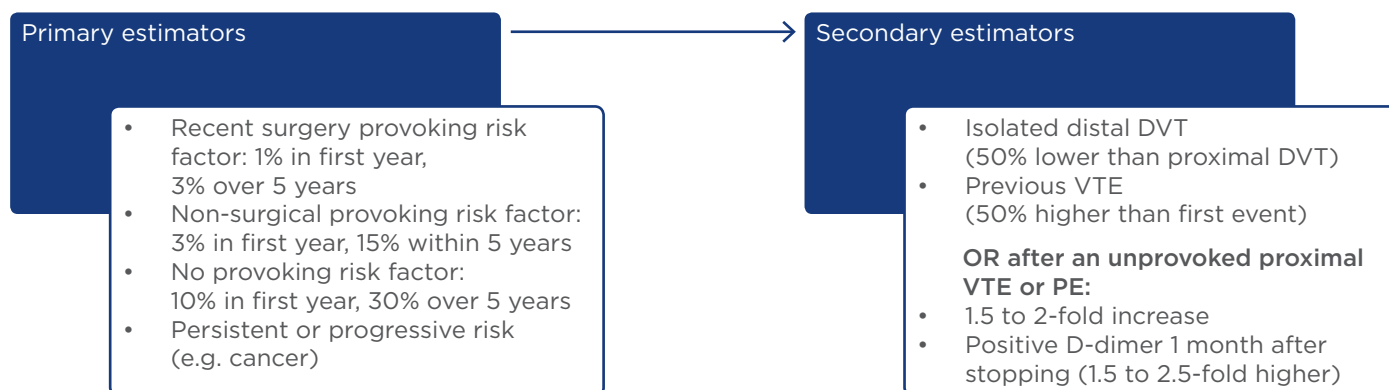 Primary estimators
• Recent surgery provoking risk
factor: 1% in first year,
3% over 5 years
• Non-surgical provoking risk factor:
3% in first year, 15% within 5 years
• No provoking risk factor:
10% in first year, 30% over 5 years
• Persistent or progressive risk
(e.g. cancer)
Secondary estimators
• Isolated distal DVT
(50% lower than proximal DVT)
• Previous VTE
(50% higher than first event)
OR after an unprovoked proximal
VTE or PE:
• 1.5 to 2-fold increase
• Positive D-dimer 1 month after
stopping (1.5 to 2.5-fold higher)